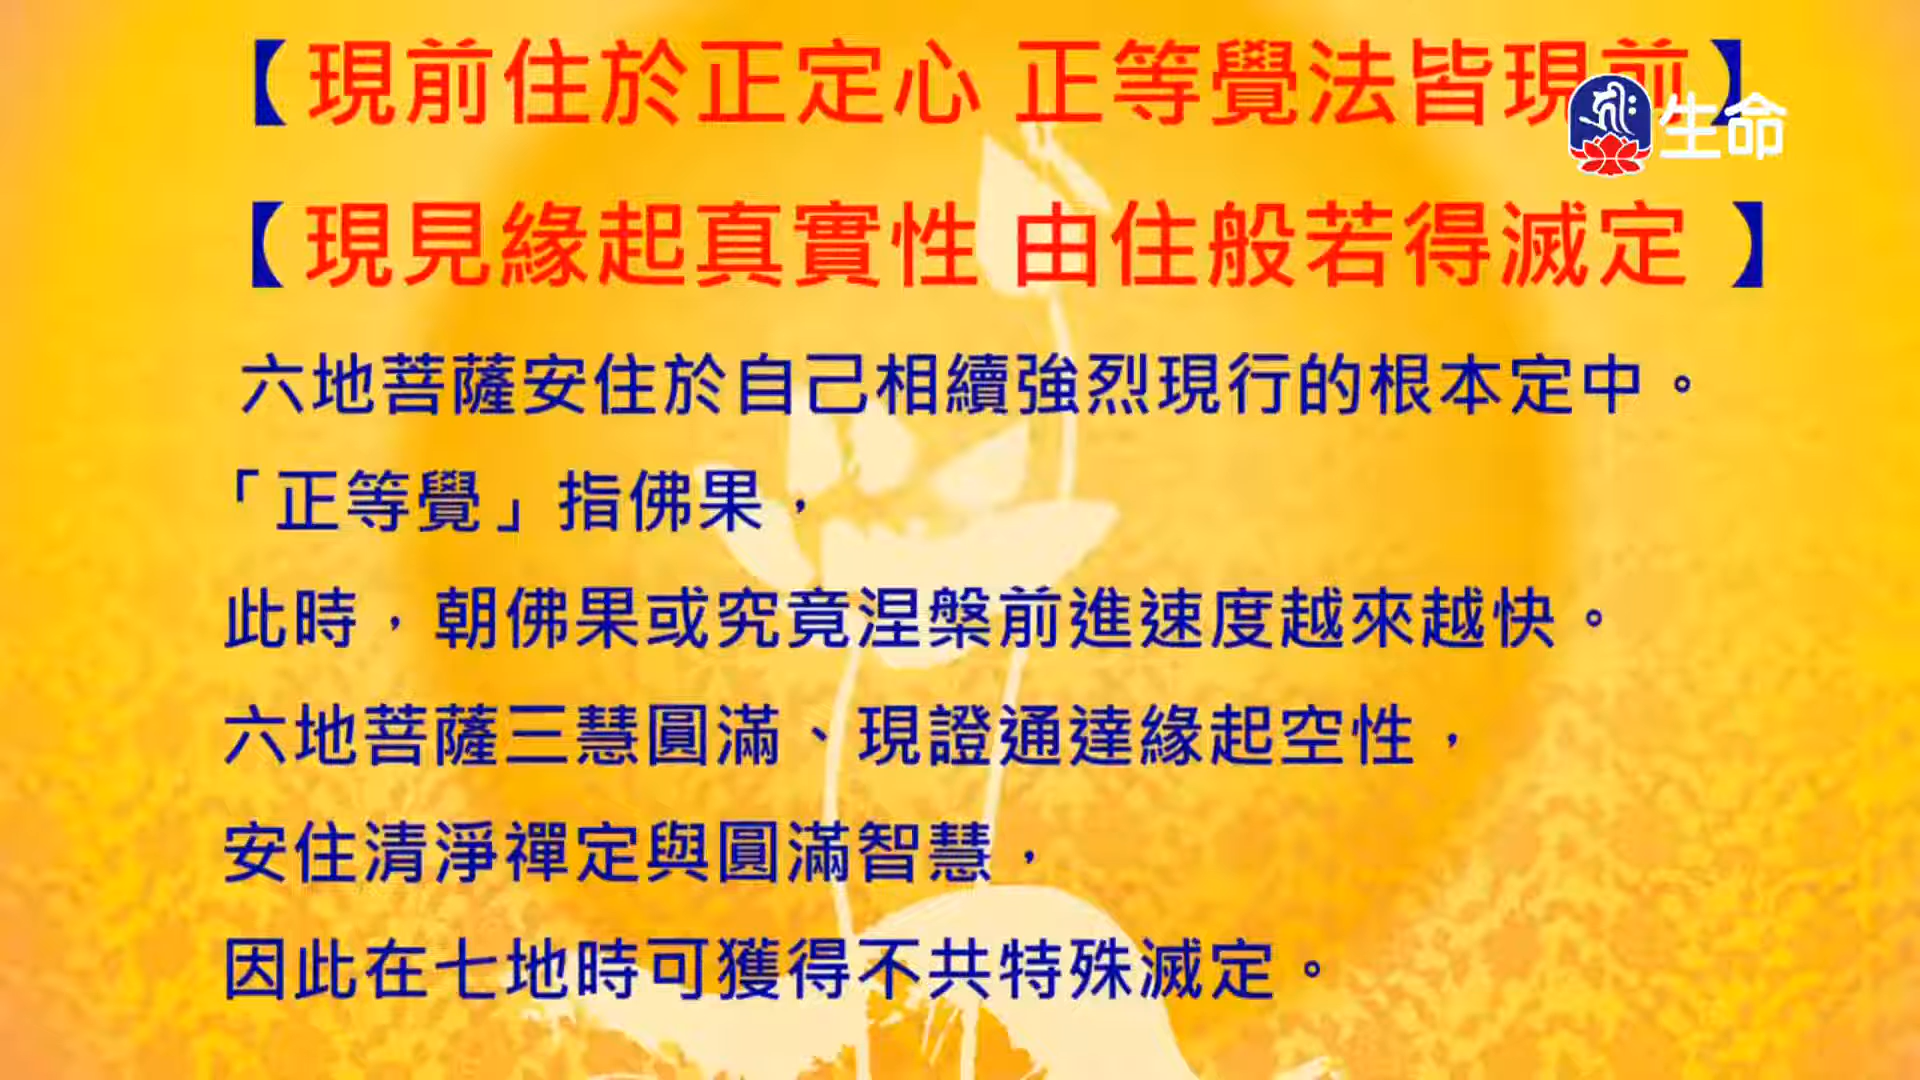 【現前住於正定心 正等覺法皆現前】
生命
【現見緣起真實性 由住般若得滅定】
六地菩薩安住於自己相續強烈現行的根本定中。
「正等覺」指佛果，
此時，朝佛果或究竟涅槃前進速度越來越快。
六地菩薩三慧圓滿、現證通達緣起空性，
安住清淨禪定與圓滿智慧，
因此在七地時可獲得不共特殊滅定。